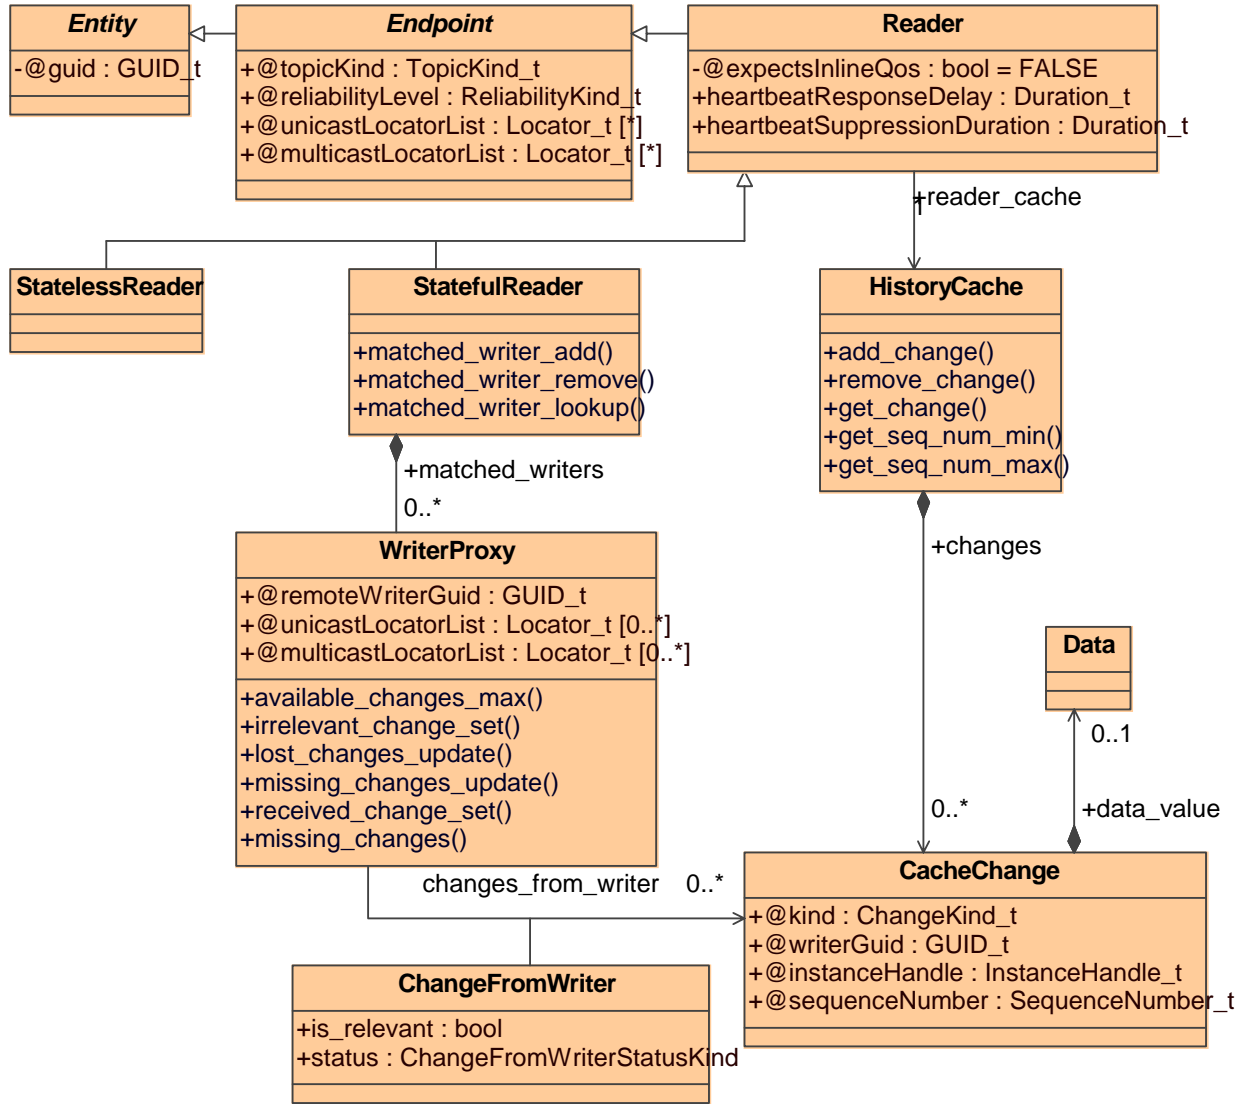 Entity
-@guid : GUID_t
Endpoint
+@topicKind : TopicKind_t
+@reliabilityLevel : ReliabilityKind_t
+@unicastLocatorList : Locator_t [*]
+@multicastLocatorList : Locator_t [*]
Reader
-@expectsInlineQos : bool = FALSE
+heartbeatResponseDelay : Duration_t
+heartbeatSuppressionDuration : Duration_t
+reader_cache
1
StatelessReader
StatefulReader
+matched_writer_add()
+matched_writer_remove()
+matched_writer_lookup()
HistoryCache
+add_change()
+remove_change()
+get_change()
+get_seq_num_min()
+get_seq_num_max()
+matched_writers
0..*
+changes
0..*
WriterProxy
+@remoteWriterGuid : GUID_t
+@unicastLocatorList : Locator_t [0..*]
+@multicastLocatorList : Locator_t [0..*]
+available_changes_max()
+irrelevant_change_set()
+lost_changes_update()
+missing_changes_update()
+received_change_set()
+missing_changes()
Data
0..1
+data_value
changes_from_writer 0..*
CacheChange
+@kind : ChangeKind_t
+@writerGuid : GUID_t
+@instanceHandle : InstanceHandle_t
+@sequenceNumber : SequenceNumber_t
ChangeFromWriter
+is_relevant : bool
+status : ChangeFromWriterStatusKind